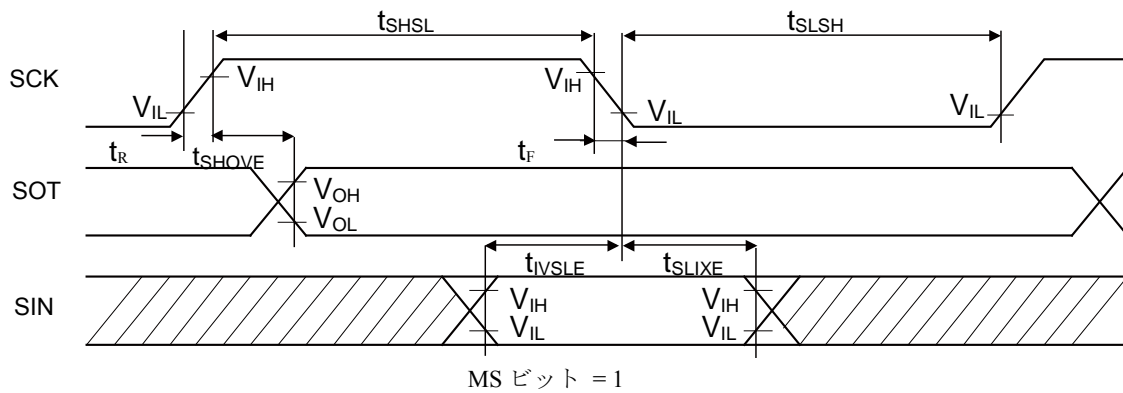 tSHSL
tSLSH
SCK
VIH
VIH
VIL
VIL
VIL
tR
tSHOVE
tF
SOT
VOH
VOL
tIVSLE
tSLIXE
SIN
VIH
VIH
VIL
VIL
MS ビット = 1